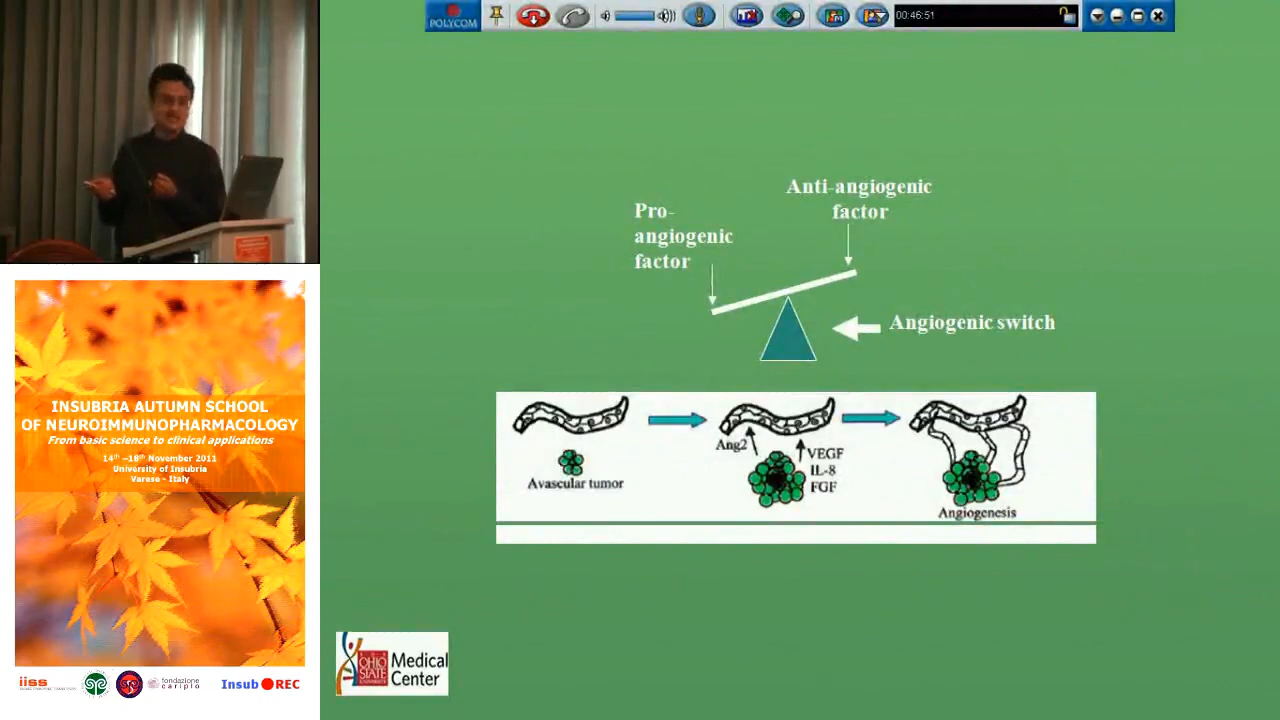 POLYCOM
00:46:51
Anti-angiogenic
factor
Pro-
angiogenic
factor
Angiogenic switch
Ang2
VEGF
IL-8
FGF
Avascular tumor
Angiogenesis
INSUBRIA AUTUMN SCHOOL
OF NEUROIMMUNOPHARMACOLOGY
From basic science to clinical applications
14th –18th November 2011
University of Insubria
Varese - Italy
iiss
fondazione
cariplo
Insub REC
OHIO
STATE
Medical
Center